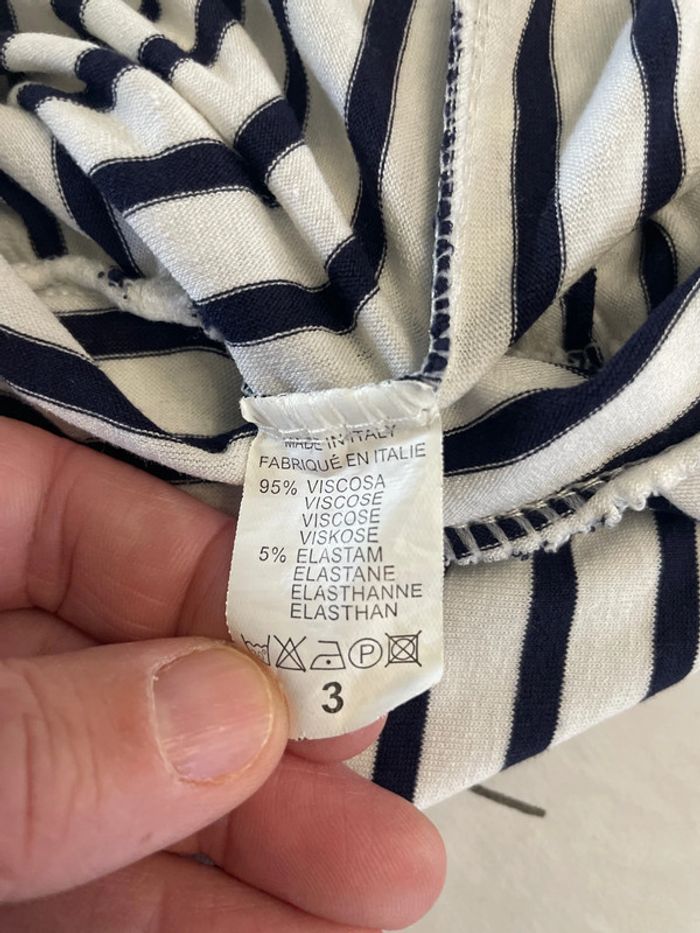 MADE IN ITALY
FABRIQUÉ EN ITALIE
95% VISCOSA
VISCOSE
VISCOSE
VISKOSE
5% ELASTAM
ELASTANE
ELASTHANNE
ELASTHAN
P
3